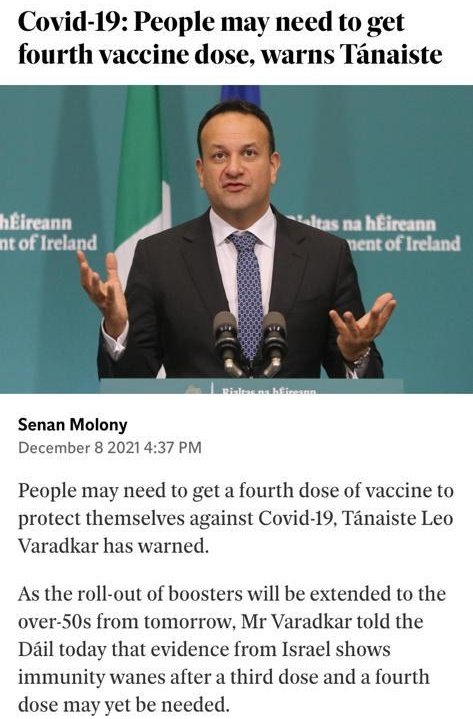 Covid-19: People may need to get
fourth vaccine dose, warns Tánaiste
hÉireann
nt of Ireland
altas na hÉireann
ment of Ireland
Rialtas na hÉireann
Senan Molony
December 8 2021 4:37 PM
People may need to get a fourth dose of vaccine to
protect themselves against Covid-19, Tánaiste Leo
Varadkar has warned.
As the roll-out of boosters will be extended to the
over-50s from tomorrow, Mr Varadkar told the
Dáil today that evidence from Israel shows
immunity wanes after a third dose and a fourth
dose may yet be needed.